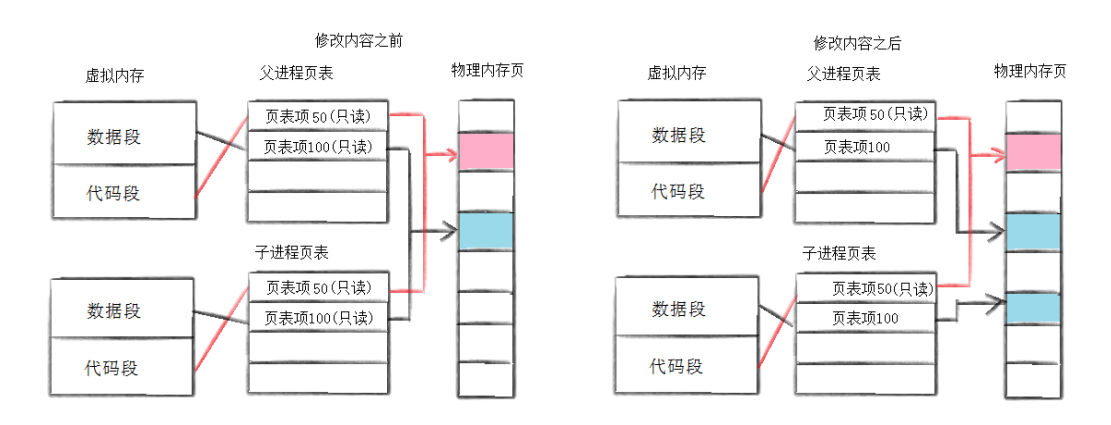 修改内容之前
虚拟内存
父进程页表
物理内存页
数据段
代码段
页表项50(只读)
页表项100(只读)
子进程页表
数据段
代码段
页表项50(只读)
页表项100(只读)
修改内容之后
虚拟内存
父进程页表
物理内存页
数据段
代码段
页表项50(只读)
页表项100
子进程页表
数据段
代码段
页表项50(只读)
页表项100